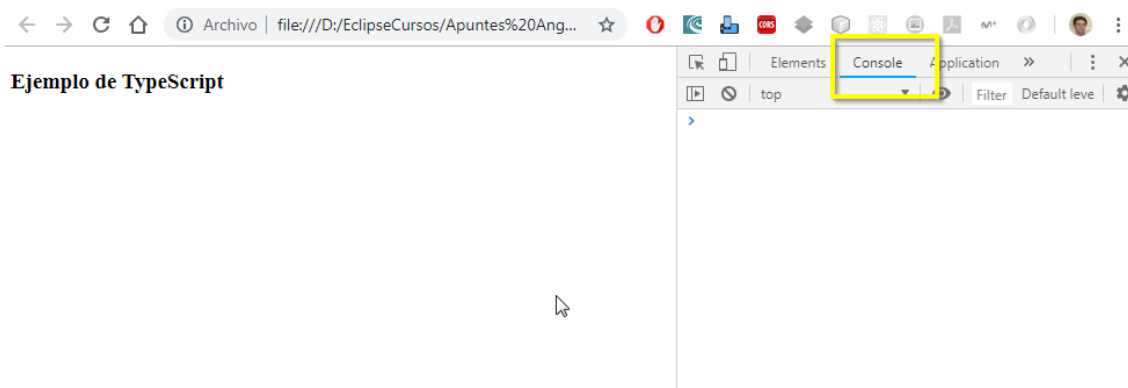 Archivo file:///D:/EclipseCursos/Apuntes%20Ang... CORS M+
Elements Console Application »
top Filter Default leve
Ejemplo de TypeScript